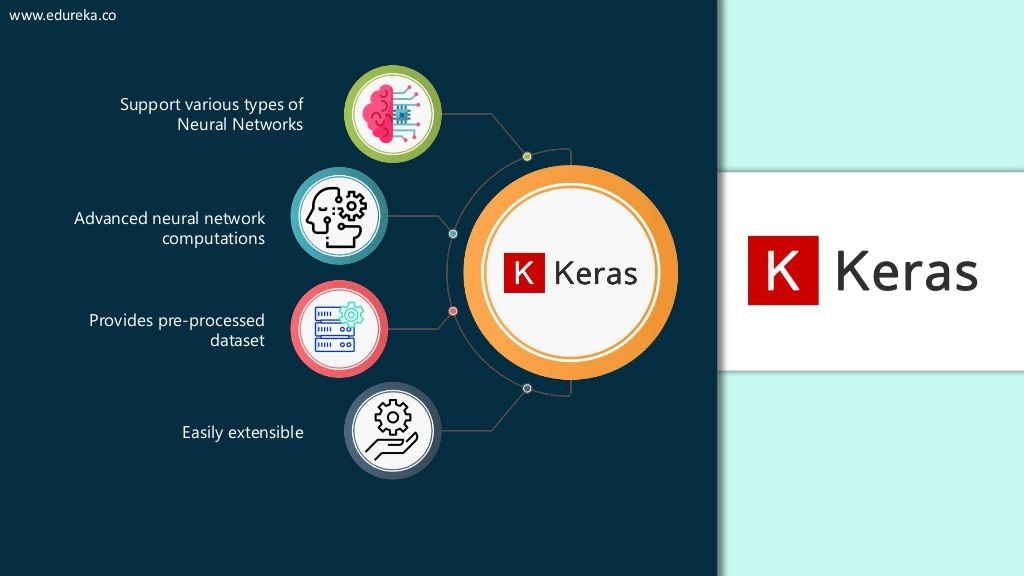 www.edureka.co
Support various types of
Neural Networks
Advanced neural network
computations
Provides pre-processed
dataset
Easily extensible
K Keras
K Keras